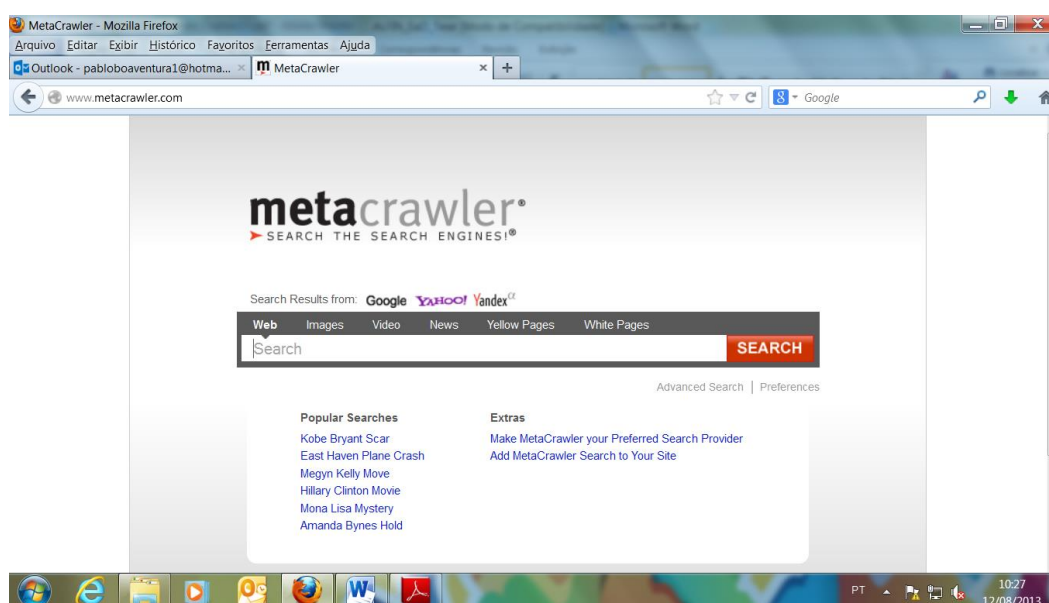 MetaCrawler - Mozilla Firefox
Arquivo Editar Exibir Histórico Favoritos Ferramentas Ajuda
Outlook - pabloboaventura1@hotma... MetaCrawler
www.metacrawler.com Google
metacrawler®
SEARCH THE SEARCH ENGINES!®
Search Results from: Google YAHOO! Yandex
Web Images Video News Yellow Pages White Pages
Search SEARCH
Advanced Search | Preferences
Popular Searches Extras
Kobe Bryant Scar Make MetaCrawler your Preferred Search Provider
East Haven Plane Crash Add MetaCrawler Search to Your Site
Megyn Kelly Move
Hillary Clinton Movie
Mona Lisa Mystery
Amanda Bynes Hold
PT 10:27
12/08/2013